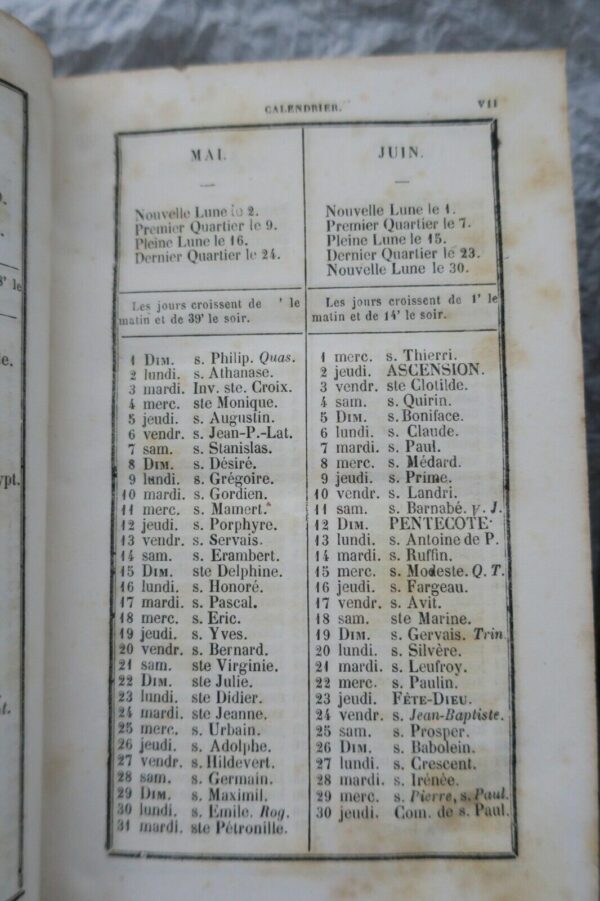 CALENDRIER. VII
MAI.
Nouvelle Lune le 2.
Premier Quartier le 9.
Pleine Lune le 16.
Dernier Quartier le 24.
Les jours croissent de ' le
matin et de 39' le soir.
1 DIM. s. Philip. Quas.
2 lundi. s. Athanase.
3 mardi. Inv. ste. Croix.
4 merc. ste Monique.
5 jeudi. s. Augustin.
6 vendr. s. Jean-P.-Lat.
7 sam. s. Stanislas.
8 DIM. s. Désiré.
9 lundi. s. Grégoire.
10 mardi. s. Gordien.
11 merc. s. Mamert.
12 jeudi. s. Porphyre.
13 vendr. s. Servais.
14 sam. s. Erambert.
15 DIM. ste Delphine.
16 lundi. s. Honoré.
17 mardi. s. Pascal.
18 merc. s. Eric.
19 jeudi. s. Yves.
20 vendr. s. Bernard.
21 sam. ste Virginie.
22 DIM. ste Julie.
23 lundi. ste Didier.
24 mardi. ste Jeanne.
25 merc. s. Urbain.
26 jeudi. s. Adolphe.
27 vendr. s. Hildevert.
28 sam. s. Germain.
29 DIM. s. Maximil.
30 lundi. s. Emile. Rog.
31 mardi. ste Pétronille.
JUIN.
Nouvelle Lune le 1.
Premier Quartier le 7.
Pleine Lune le 15.
Dernier Quartier le 23.
Nouvelle Lune le 30.
Les jours croissent de 1' le
matin et de 14' le soir.
1 merc. s. Thierri.
2 jeudi. ASCENSION.
3 vendr. ste Clotilde.
4 sam. s. Quirin.
5 DIM. s. Boniface.
6 lundi. s. Claude.
7 mardi. s. Paul.
8 merc. s. Médard.
9 jeudi. s. Prime.
10 vendr. s. Landri.
11 sam. s. Barnabé. v. J.
12 DIM. PENTECOTE
13 lundi. s. Antoine de P.
14 mardi. s. Ruffin.
15 merc. s. Modeste. Q. T.
16 jeudi. s. Fargeau.
17 vendr. s. Avit.
18 sam. ste Marine.
19 DIM. s. Gervais. Trin.
20 lundi. s. Silvère.
21 mardi. s. Leufroy.
22 merc. s. Paulin.
23 jeudi. FÊTE-DIEU.
24 vendr. s. Jean-Baptiste.
25 sam. s. Prosper.
26 DIM. s. Babolein.
27 lundi. s. Crescent.
28 mardi. s. Irénée.
29 merc. s. Pierre, s. Paul.
30 jeudi. Com. de s. Paul.